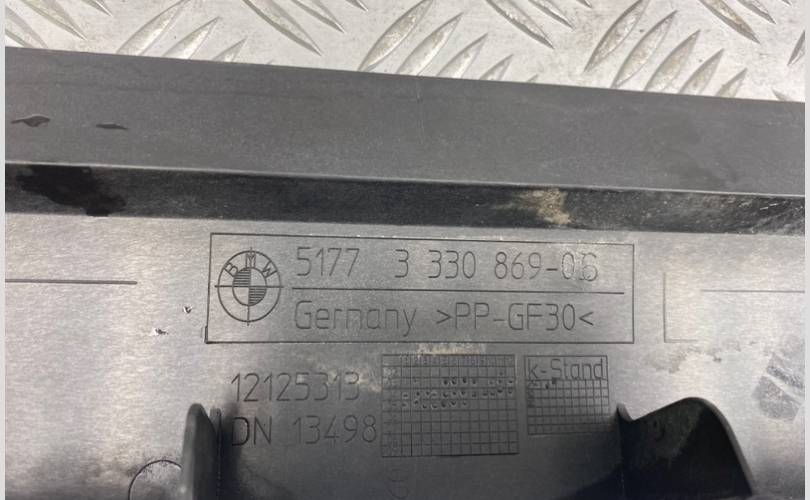 BMW
5177 3 330 869-06
Germany >PP-GF30<
12125313
k-Stand
DN 13498